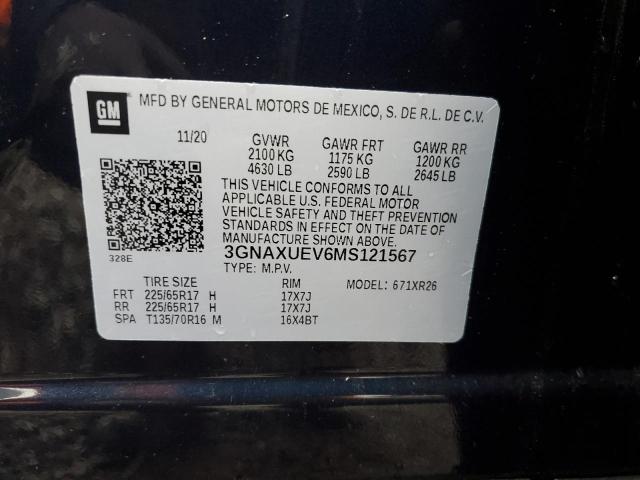 GM
MFD BY GENERAL MOTORS DE MEXICO, S. DE R.L. DE C.V.
11/20 GVWR GAWR FRT GAWR RR
2100 KG 1175 KG 1200 KG
4630 LB 2590 LB 2645 LB
THIS VEHICLE CONFORMS TO ALL
APPLICABLE U.S. FEDERAL MOTOR
VEHICLE SAFETY AND THEFT PREVENTION
STANDARDS IN EFFECT ON THE DATE
OF MANUFACTURE SHOWN ABOVE.
328E
3GNAXUEV6MS121567
TYPE: M.P.V.
TIRE SIZE RIM MODEL: 671XR26
FRT 225/65R17 H 17X7J
RR 225/65R17 H 17X7J
SPA T135/70R16 M 16X4BT